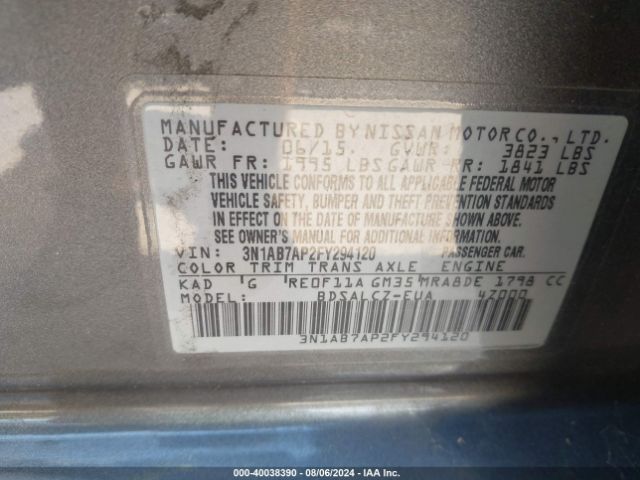 MANUFACTURED BY NISSAN MOTOR CO., LTD.
DATE: 06/15. GVWR: 3823 LBS
GAWR FR: 1995 LBS GAWR RR: 1841 LBS
THIS VEHICLE CONFORMS TO ALL APPLICABLE FEDERAL MOTOR
VEHICLE SAFETY, BUMPER AND THEFT PREVENTION STANDARDS
IN EFFECT ON THE DATE OF MANUFACTURE SHOWN ABOVE.
SEE OWNER'S MANUAL FOR ADDITIONAL INFORMATION
VIN: 3N1AB7AP2FY294120 PASSENGER CAR.
COLOR TRIM TRANS AXLE ENGINE
KAD G RE0F11A GM35 MRA8DE 1798 CC
MODEL: BDSALCZ-EUA 4Z000
3N1AB7AP2FY294120
000-40038390 - 08/06/2024 - IAA Inc.